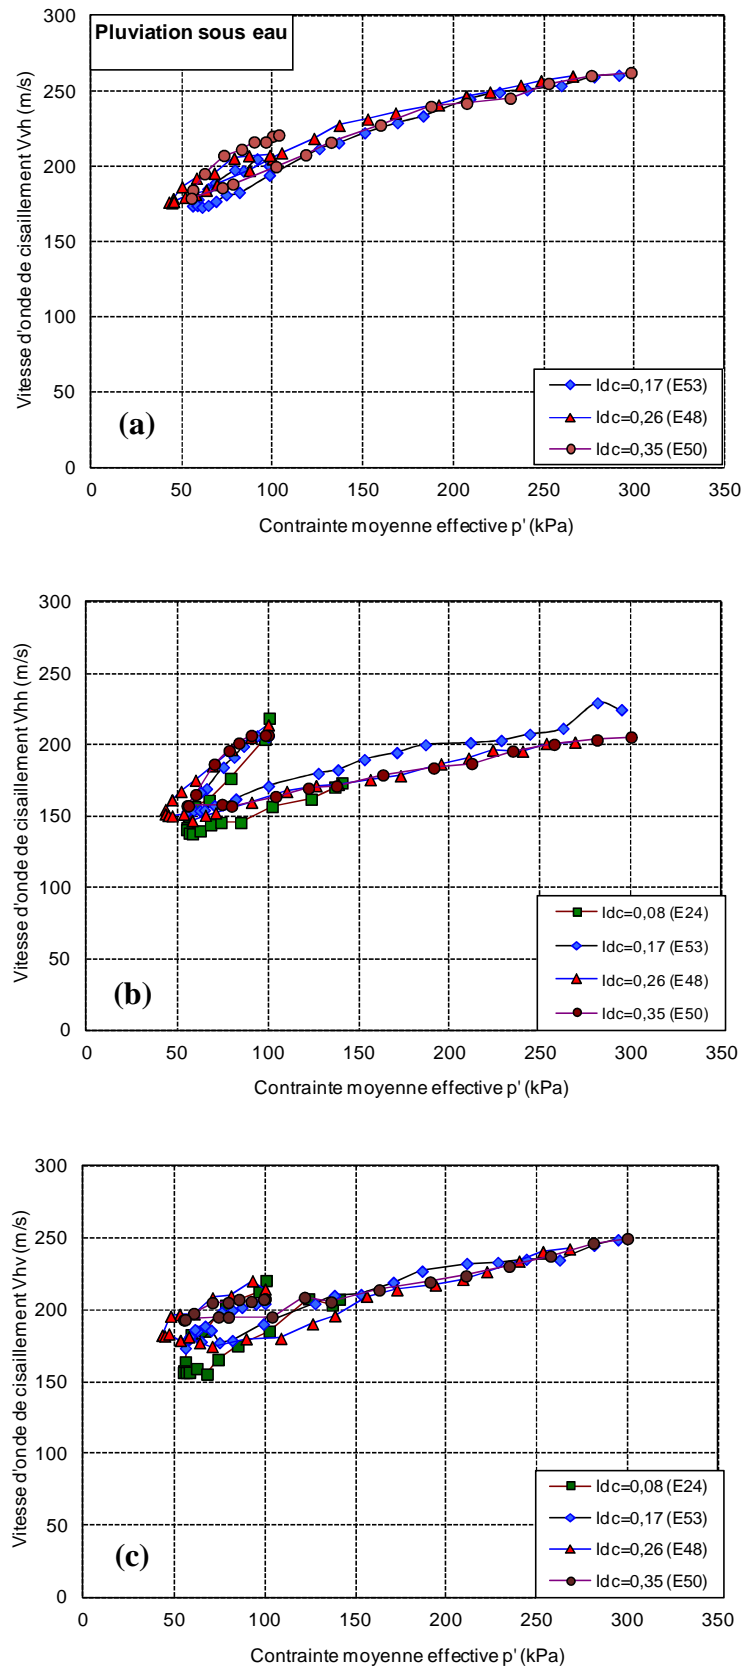 Pluviation sous eau
300
250
200
150
100
50
0
Vitesse d'onde de cisaillement Vvh (m/s)
(a)
Idc=0,17 (E53)
Idc=0,26 (E48)
Idc=0,35 (E50)
0 50 100 150 200 250 300 350
Contrainte moyenne effective p' (kPa)
300
250
200
150
100
50
0
Vitesse d'onde de cisaillement Vhh (m/s)
(b)
Idc=0,08 (E24)
Idc=0,17 (E53)
Idc=0,26 (E48)
Idc=0,35 (E50)
0 50 100 150 200 250 300 350
Contrainte moyenne effective p' (kPa)
300
250
200
150
100
50
0
Vitesse d'onde de cisaillement Vhv (m/s)
(c)
Idc=0,08 (E24)
Idc=0,17 (E53)
Idc=0,26 (E48)
Idc=0,35 (E50)
0 50 100 150 200 250 300 350
Contrainte moyenne effective p' (kPa)